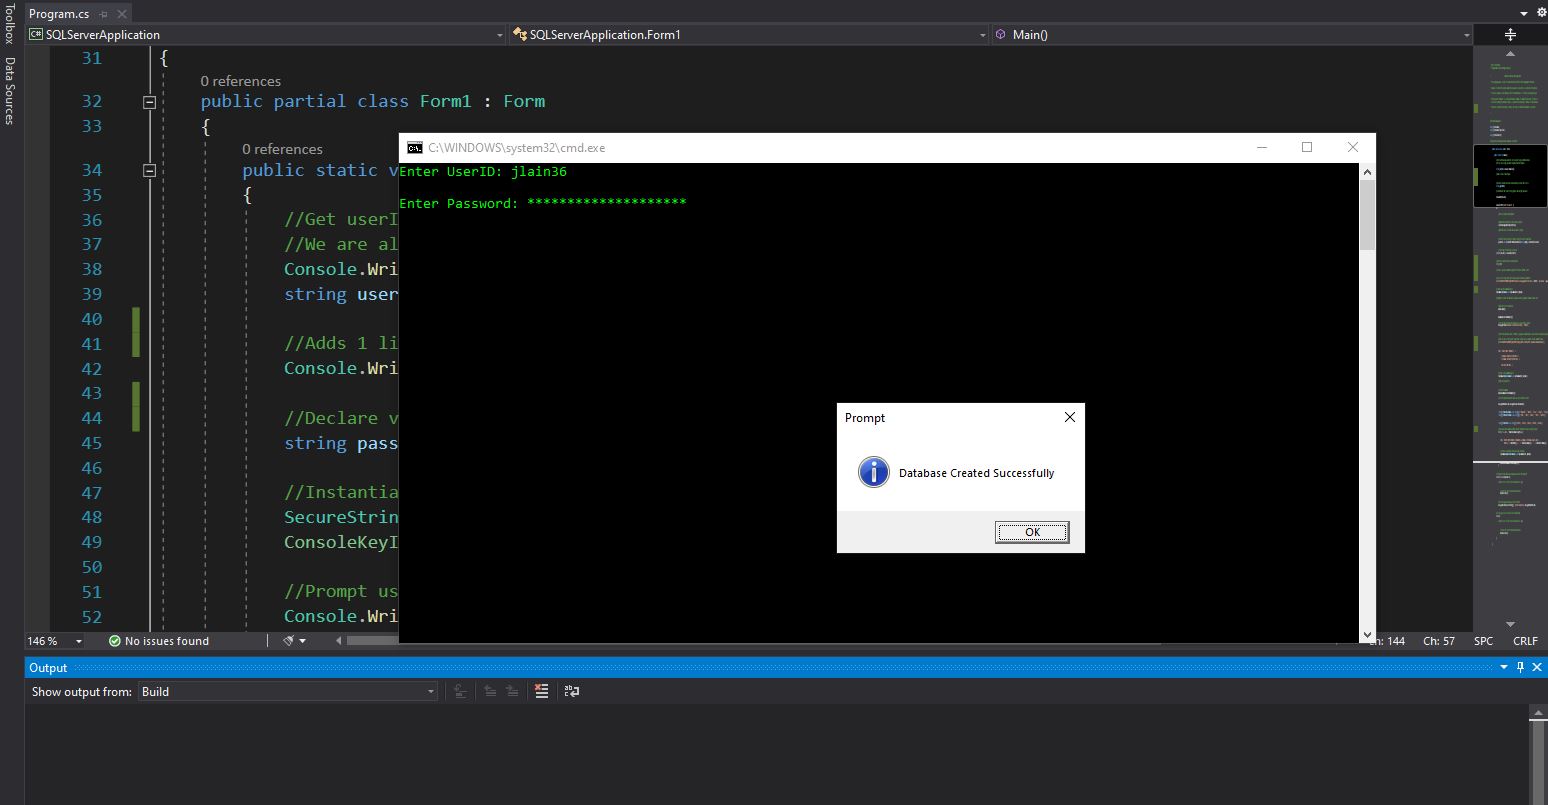 Toolbox
Data Sources
Program.cs
C# SQLServerApplication
SQLServerApplication.Form1
Main()
31 {
0 references
32 public partial class Form1 : Form
33 {
0 references
34 public static v
35 {
36 //Get userI
37 //We are al
38 Console.Wri
39 string user
40
41 //Adds 1 li
42 Console.Wri
43
44 //Declare v
45 string pass
46
47 //Instantia
48 SecureStrin
49 ConsoleKeyI
50
51 //Prompt us
52 Console.Wri
C:\WINDOWS\system32\cmd.exe
Enter UserID: jlain36
Enter Password: ********************
Prompt
Database Created Successfully
OK
146 %
No issues found
Ln: 144
Ch: 57
SPC
CRLF
Output
Show output from: Build